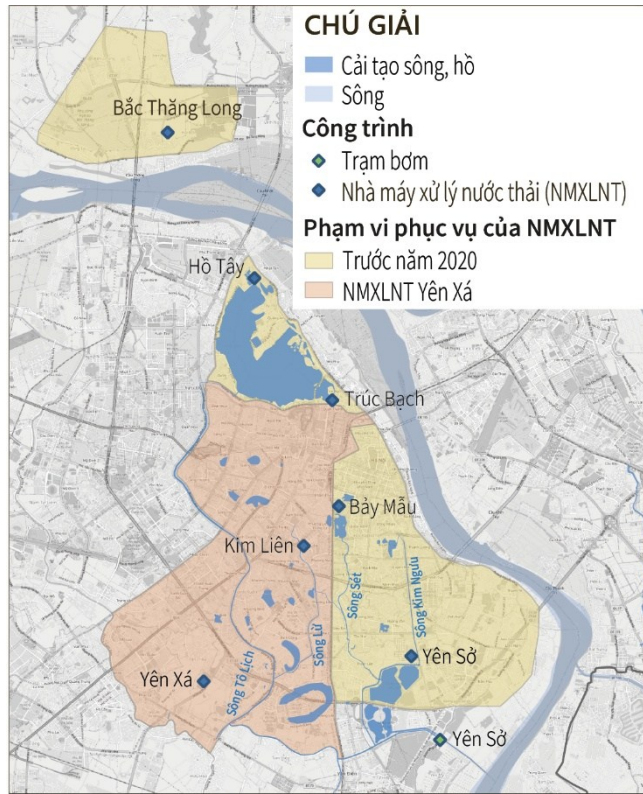 CHÚ GIẢI
Cải tạo sông, hồ
Sông
Công trình
Trạm bơm
Nhà máy xử lý nước thải (NMXLNT)
Phạm vi phục vụ của NMXLNT
Trước năm 2020
NMXLNT Yên Xá
Bắc Thăng Long
Hồ Tây
Trúc Bạch
Bảy Mẫu
Kim Liên
Sông Sét
Sông Kim Ngưu
Sông Lừ
Sông Tô Lịch
Yên Xá
Yên Sở
Yên Sở